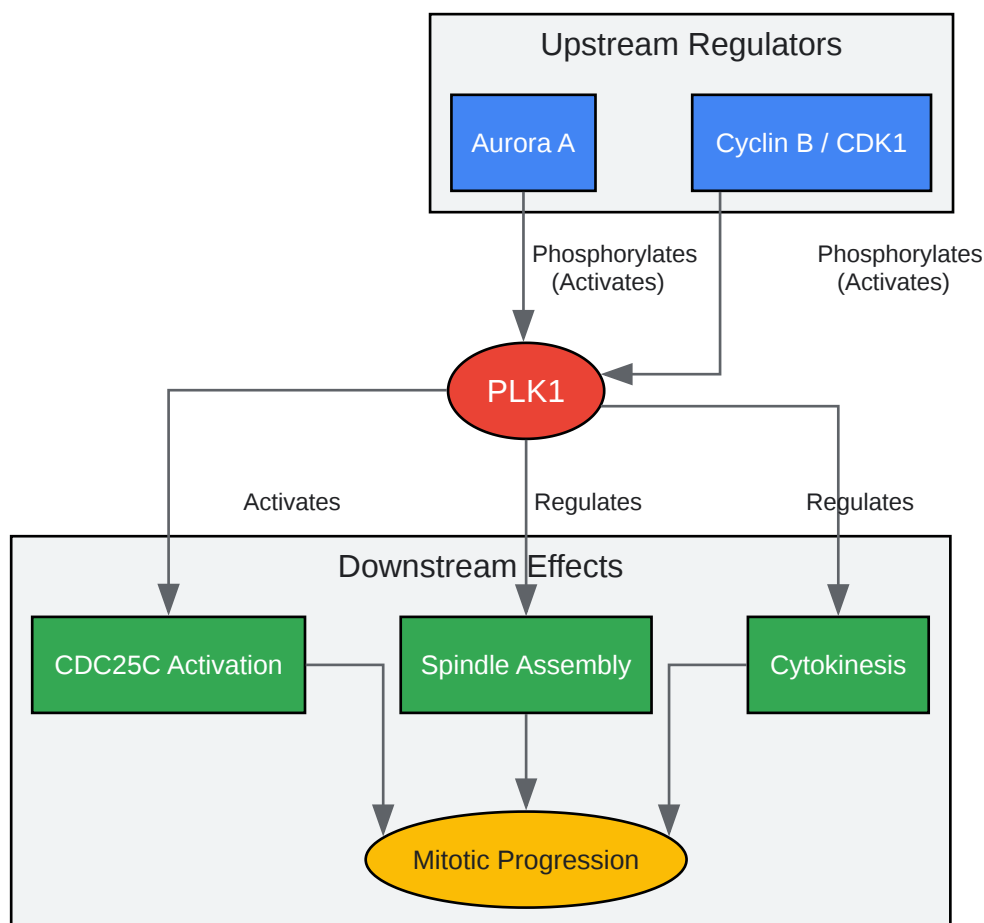 Upstream Regulators
Aurora A
Cyclin B / CDK1
Phosphorylates
(Activates)
Phosphorylates
(Activates)
PLK1
Activates
Regulates
Regulates
Downstream Effects
CDC25C Activation
Spindle Assembly
Cytokinesis
Mitotic Progression